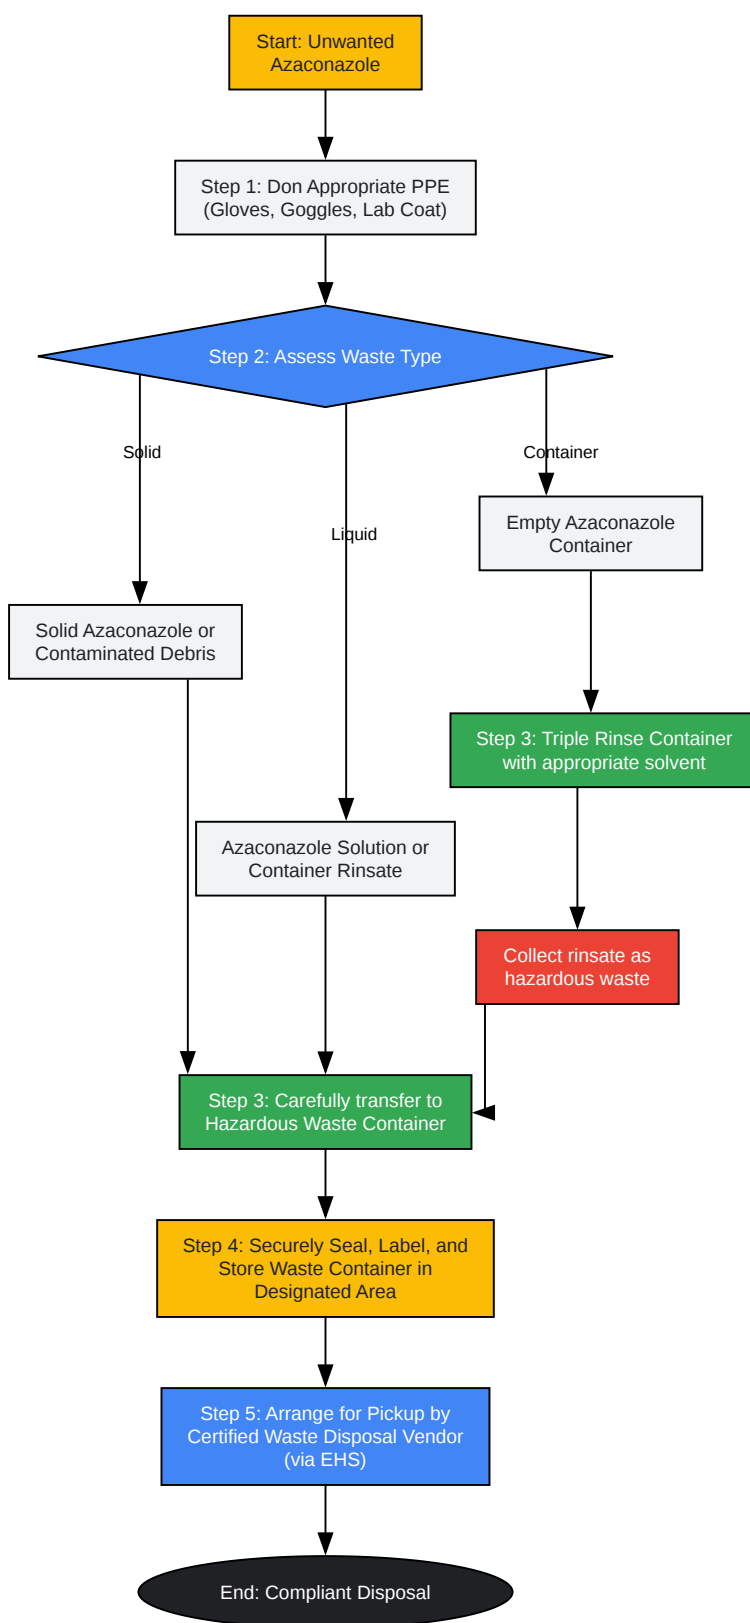 Start: Unwanted
Azaconazole
Step 1: Don Appropriate PPE
(Gloves, Goggles, Lab Coat)
Step 2: Assess Waste Type
Solid
Container
Liquid
Empty Azaconazole
Container
Solid Azaconazole or
Contaminated Debris
Step 3: Triple Rinse Container
with appropriate solvent
Azaconazole Solution or
Container Rinsate
Collect rinsate as
hazardous waste
Step 3: Carefully transfer to
Hazardous Waste Container
Step 4: Securely Seal, Label, and
Store Waste Container in
Designated Area
Step 5: Arrange for Pickup by
Certified Waste Disposal Vendor
(via EHS)
End: Compliant Disposal